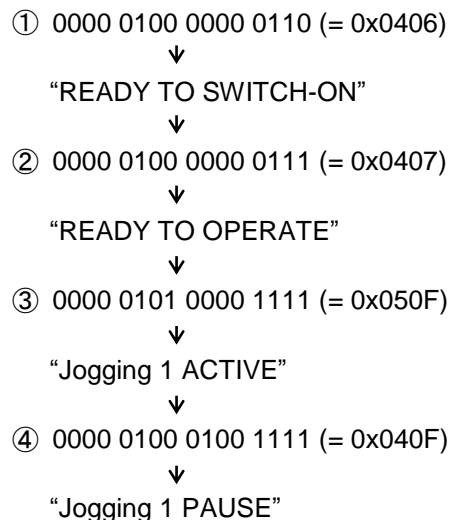 ① 0000 0100 0000 0110 (= 0x0406)
↓
“READY TO SWITCH-ON”
↓
② 0000 0100 0000 0111 (= 0x0407)
↓
“READY TO OPERATE”
↓
③ 0000 0101 0000 1111 (= 0x050F)
↓
“Jogging 1 ACTIVE”
↓
④ 0000 0100 0100 1111 (= 0x040F)
↓
“Jogging 1 PAUSE”